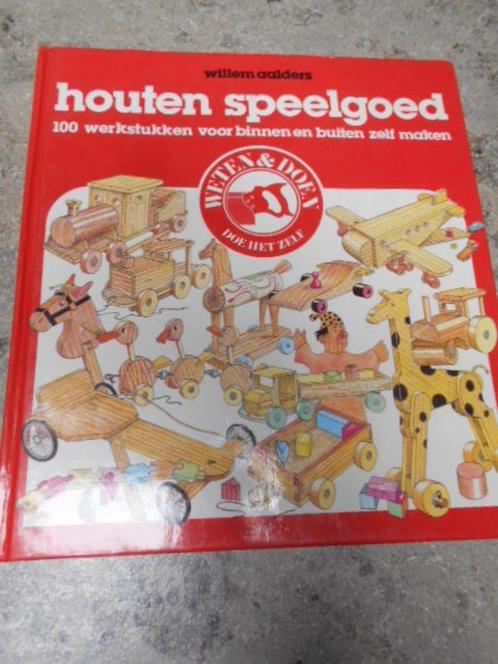 willem aalders
houten speelgoed
100 werkstukken voor binnen en buiten zelf maken
WETEN & DOEN
DOE HET ZELF